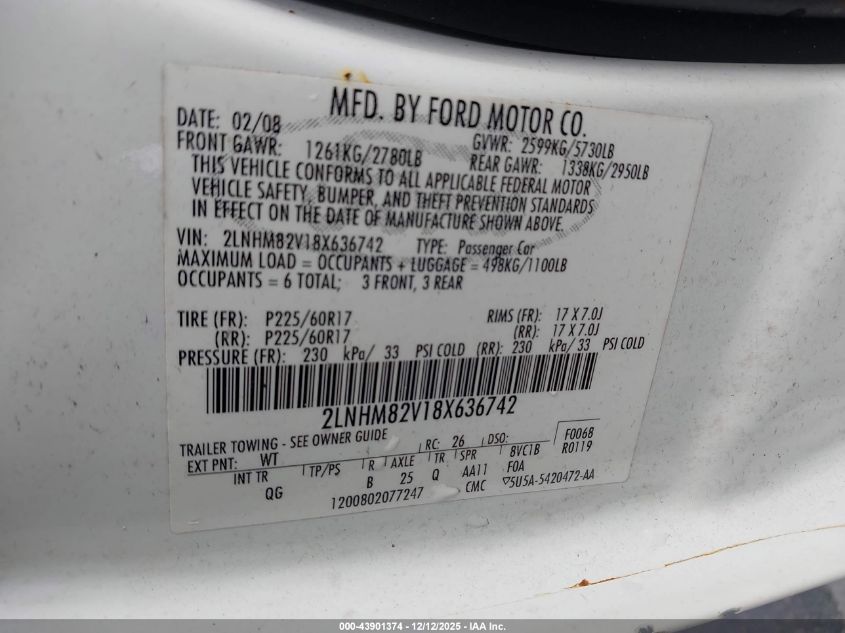 MFD. BY FORD MOTOR CO.
DATE: 02/08 GVWR: 2599KG/5730LB
FRONT GAWR: 1261KG/2780LB REAR GAWR: 1338KG/2950LB
THIS VEHICLE CONFORMS TO ALL APPLICABLE FEDERAL MOTOR
VEHICLE SAFETY, BUMPER, AND THEFT PREVENTION STANDARDS
IN EFFECT ON THE DATE OF MANUFACTURE SHOWN ABOVE.
VIN: 2LNHM82V18X636742 TYPE: Passenger Car
MAXIMUM LOAD = OCCUPANTS + LUGGAGE = 498KG/1100LB
OCCUPANTS = 6 TOTAL; 3 FRONT, 3 REAR
TIRE (FR): P225/60R17 RIMS (FR): 17 X 7.0J
(RR): P225/60R17 (RR): 17 X 7.0J
PRESSURE (FR): 230 kPa/ 33 PSI COLD (RR): 230 kPa/ 33 PSI COLD
2LNHM82V18X636742
TRAILER TOWING - SEE OWNER GUIDE
EXT PNT: WT RC: 26 DSO: F0068
INT TR TP/PS R AXLE TR SPR 8VC1B R0119
QG B 25 Q AA11 F0A
1200802077247 CMC ▽5U5A-5420472-AA
000-43901374 - 12/12/2025 - IAA Inc.